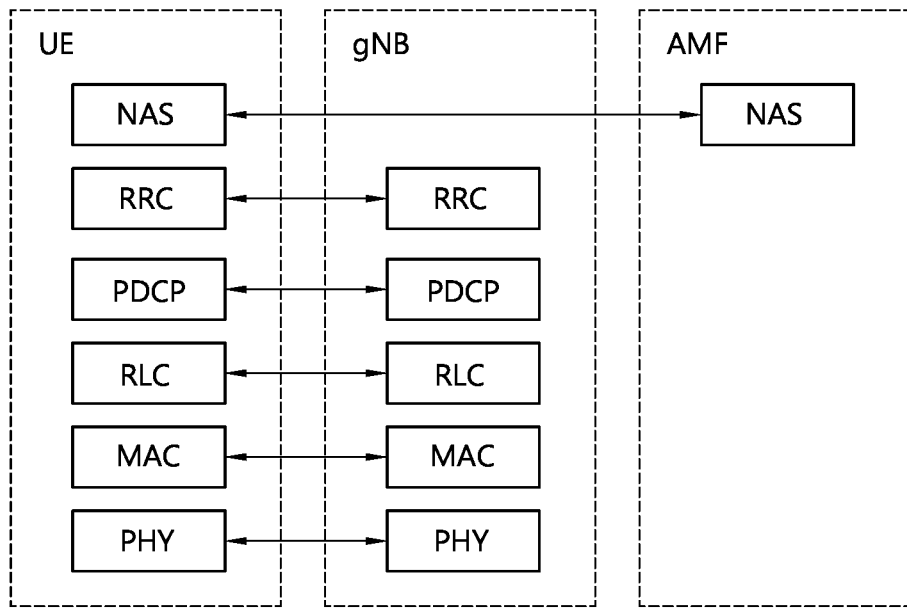 UE gNB AMF
NAS NAS
RRC RRC
PDCP PDCP
RLC RLC
MAC MAC
PHY PHY